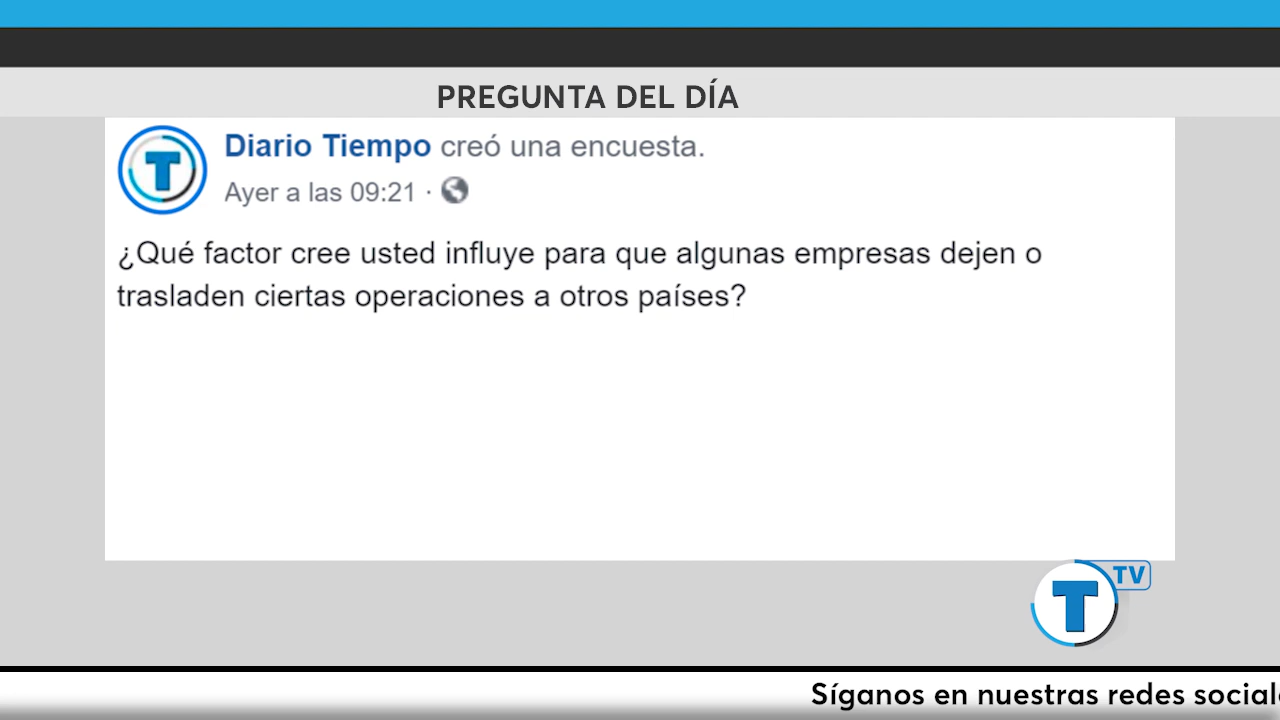 PREGUNTA DEL DÍA
T
Diario Tiempo creó una encuesta.
Ayer a las 09:21 ·
¿Qué factor cree usted influye para que algunas empresas dejen o
trasladen ciertas operaciones a otros países?
T TV
Síganos en nuestras redes social